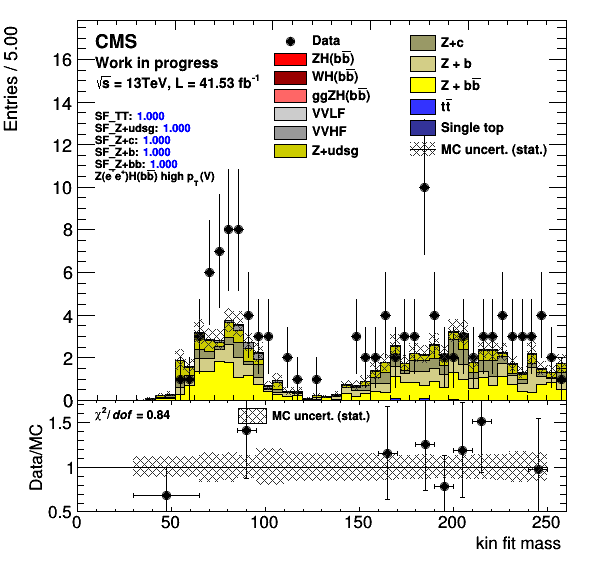 Entries / 5.00
CMS
Work in progress
√s = 13TeV, L = 41.53 fb⁻¹
SF_TT: 1.000
SF_Z+udsg: 1.000
SF_Z+c: 1.000
SF_Z+b: 1.000
SF_Z+bb: 1.000
Z(e⁻e⁺)H(bb̅) high p_T(V)
Data
ZH(bb̅)
WH(bb̅)
ggZH(bb̅)
VVLF
VVHF
Z+udsg
Z+c
Z + b
Z + bb̅
tt̅
Single top
MC uncert. (stat.)
16
14
12
10
8
6
4
2
0
Data/MC
χ²/dof = 0.84
MC uncert. (stat.)
1.5
1
0.5
0 50 100 150 200 250
kin fit mass